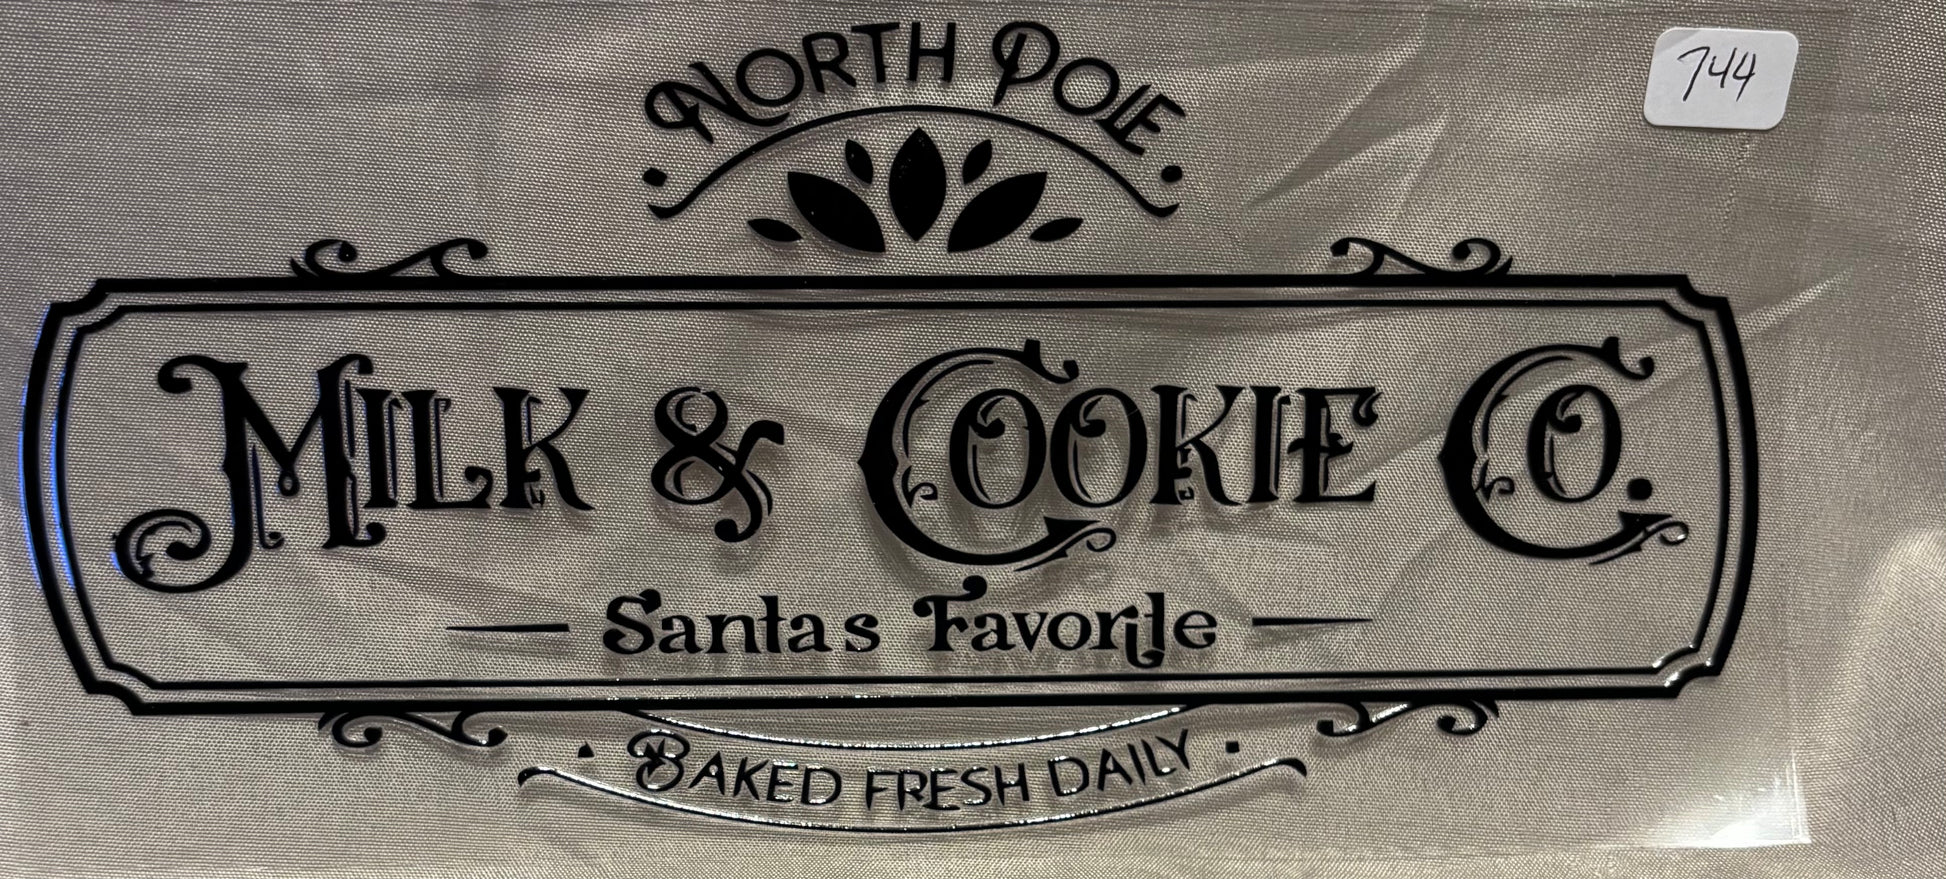 North Pole
744
Milk & Cookie Co.
Santas Favorite
Baked fresh daily